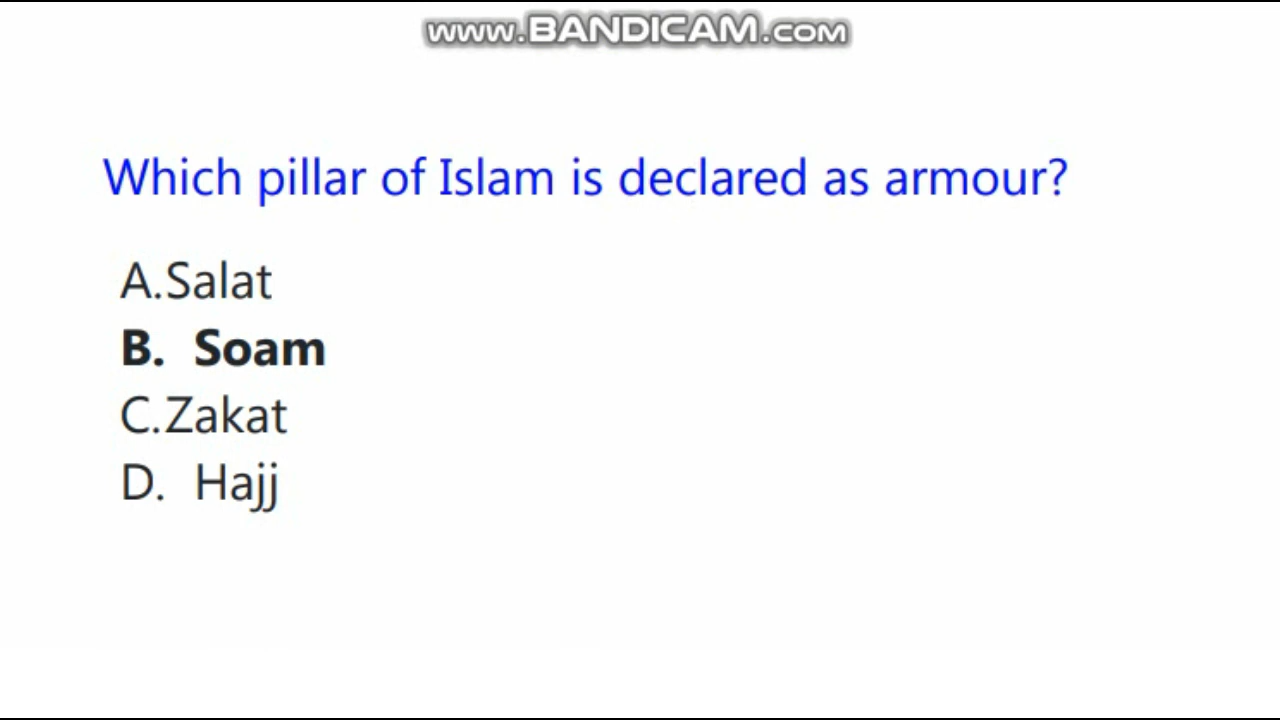 www.BANDICAM.com
Which pillar of Islam is declared as armour?
A.Salat
B. Soam
C.Zakat
D. Hajj